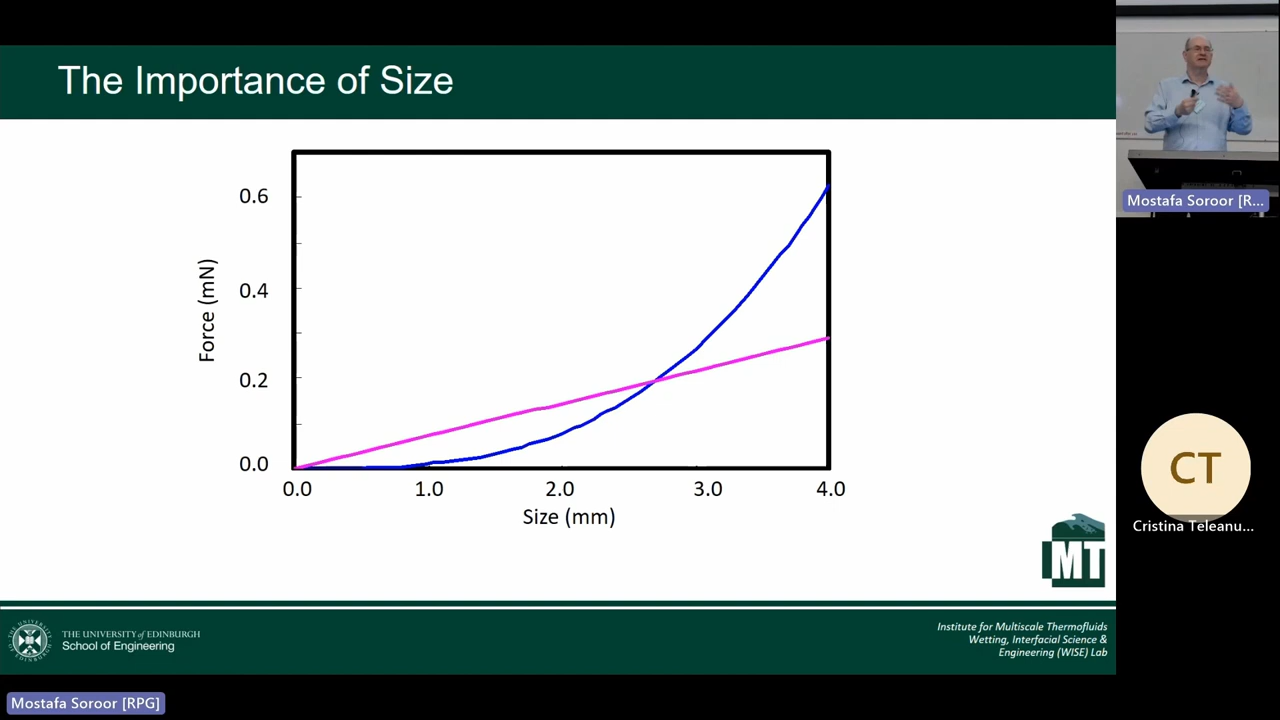 The Importance of Size
0.6
0.4
0.2
0.0
Force (mN)
0.0 1.0 2.0 3.0 4.0
Size (mm)
MT
THE UNIVERSITY of EDINBURGH
School of Engineering
Institute for Multiscale Thermofluids
Wetting, Interfacial Science &
Engineering (WISE) Lab
Mostafa Soroor [R...
CT
Cristina Teleanu...
Mostafa Soroor [RPG]